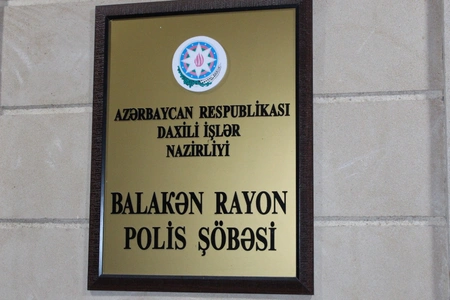 AZƏRBAYCAN RESPUBLİKASI
DAXİLİ İŞLƏR
NAZİRLİYİ
BALAKƏN RAYON
POLİS ŞÖBƏSİ